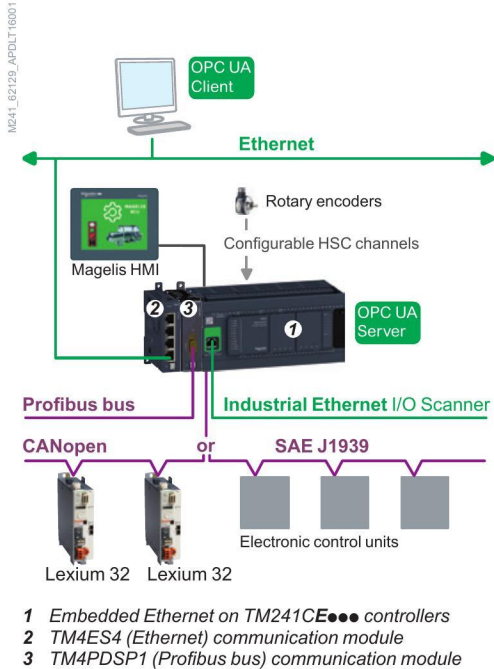 M241_62129_APDLT16001
OPC UA
Client
Ethernet
Rotary encoders
Configurable HSC channels
Magelis HMI
2
3
1
OPC UA
Server
Profibus bus
Industrial Ethernet I/O Scanner
CANopen
or
SAE J1939
Electronic control units
Lexium 32
Lexium 32
1 Embedded Ethernet on TM241CE●●● controllers
2 TM4ES4 (Ethernet) communication module
3 TM4PDSP1 (Profibus bus) communication module